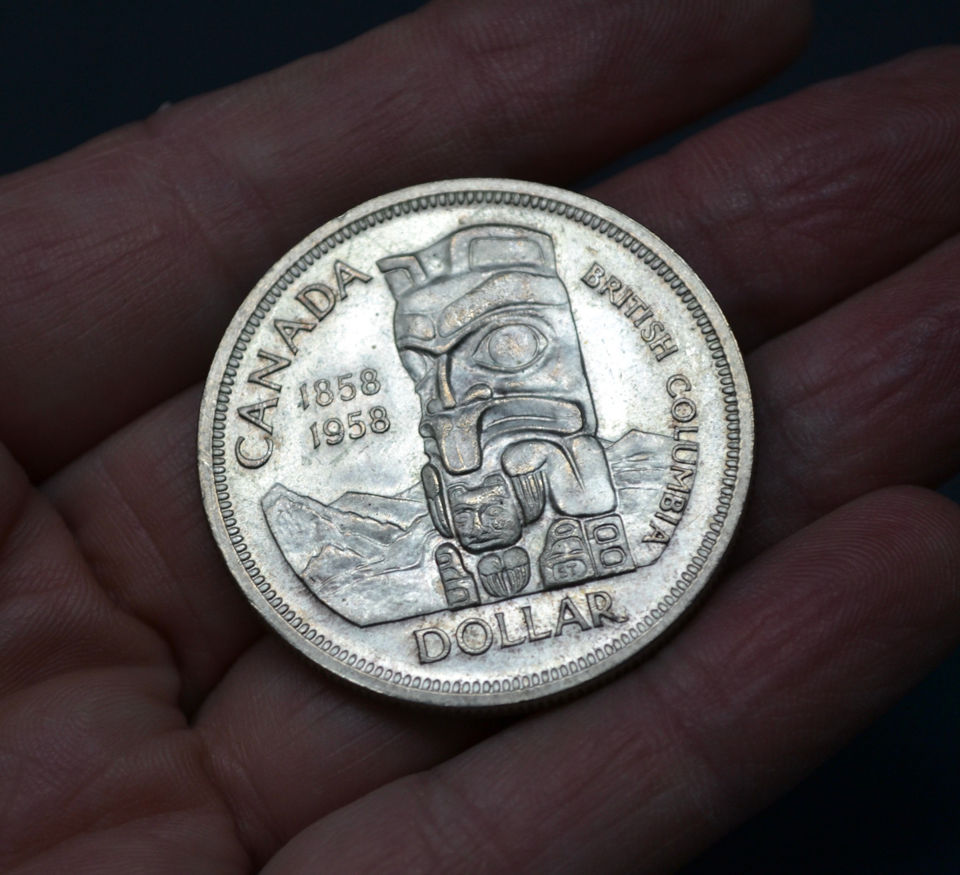 CANADA
BRITISH COLUMBIA
1858
1958
DOLLAR